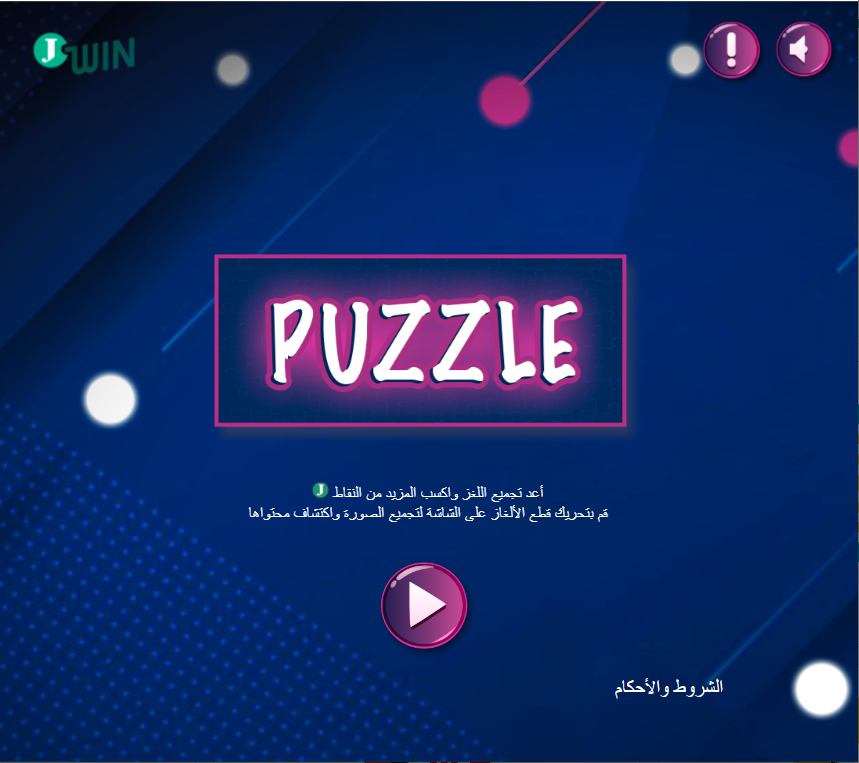 J WIN
PUZZLE
أعد تجميع اللغز واكسب المزيد من النقاط J
قم بتحريك قطع الألغاز على الشاشة لتجميع الصورة واكتشاف محتواها
الشروط والأحكام